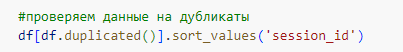 #проверяем данные на дубликаты
df[df.duplicated()].sort_values('session_id')